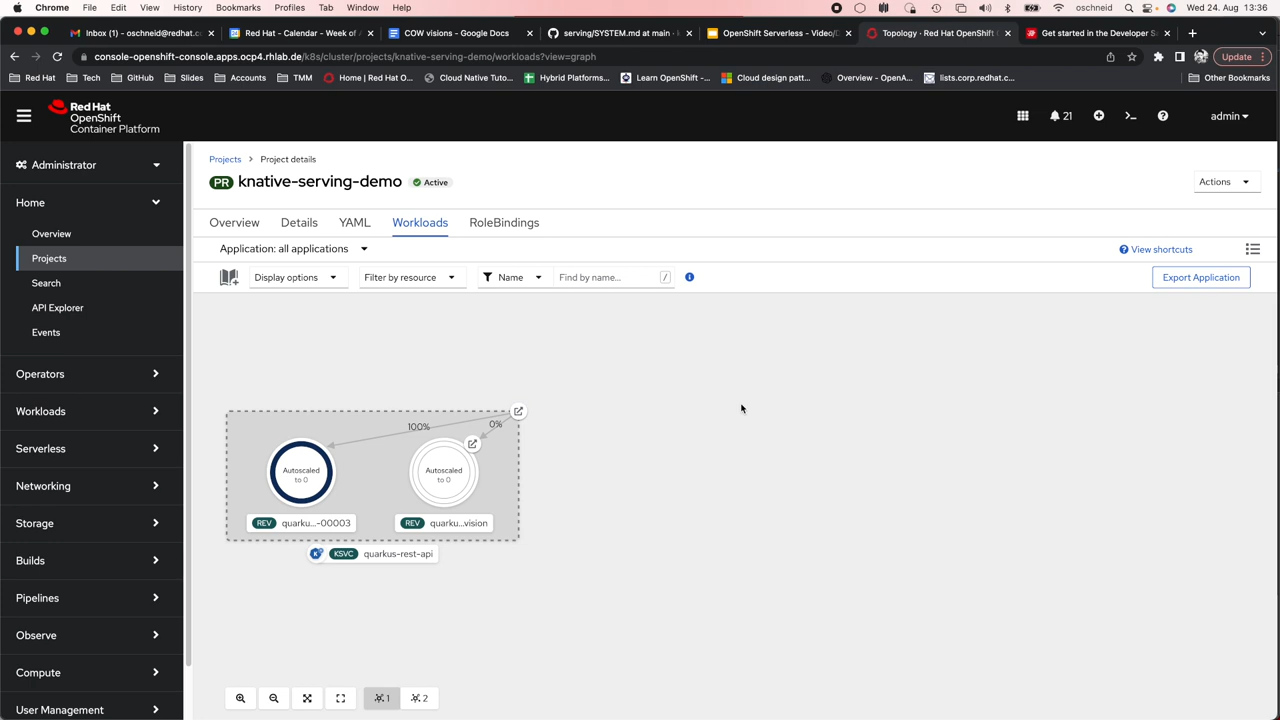 Chrome File Edit View History Bookmarks Profiles Tab Window Help oschneid Wed 24. Aug 13:36
Inbox (1) - oschneid@redhat.c
Red Hat - Calendar - Week of A
COW visions - Google Docs
serving/SYSTEM.md at main · k
OpenShift Serverless - Video/D
Topology · Red Hat OpenShift
Get started in the Developer Sa
console-openshift-console.apps.ocp4.rhlab.de/k8s/cluster/projects/knative-serving-demo/workloads?view=graph
Update
Red Hat Tech GitHub Slides Accounts TMM Home | Red Hat O... Cloud Native Tuto... Hybrid Platforms... Learn OpenShift -... Cloud design patt... Overview - OpenA... lists.corp.redhat.c... Other Bookmarks
Red Hat
OpenShift
Container Platform
21
admin
Administrator
Home
Overview
Projects
Search
API Explorer
Events
Operators
Workloads
Serverless
Networking
Storage
Builds
Pipelines
Observe
Compute
User Management
Projects > Project details
PR knative-serving-demo Active
Actions
Overview Details YAML Workloads RoleBindings
Application: all applications
View shortcuts
Display options
Filter by resource
Name
Find by name... /
Export Application
100%
0%
Autoscaled
to 0
Autoscaled
to 0
REV quarku...-00003
REV quarku...vision
KSVC quarkus-rest-api
1
2